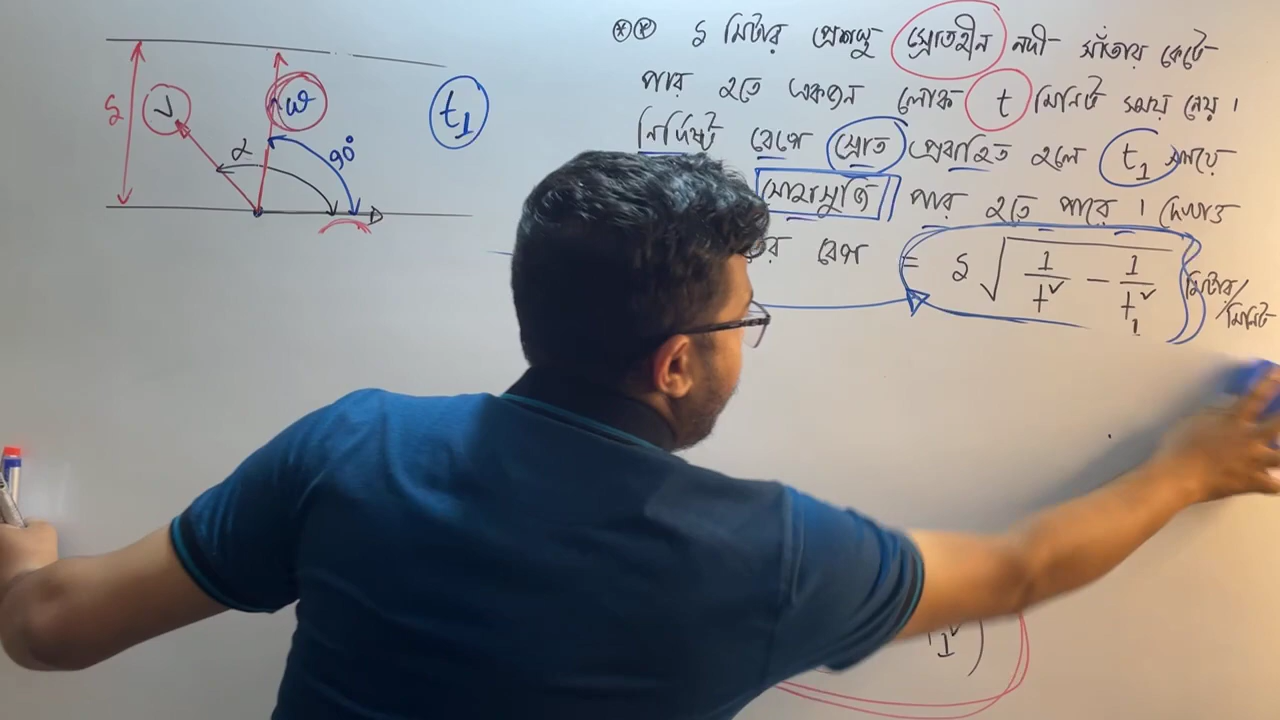 ⊛⊛ s মিটার প্রশস্ত স্রোতহীন নদী সাঁতার কেটে
পার হতে একজন লোক t মিনিট সময় নেয়।
নির্দিষ্ট বেগে স্রোত প্রবাহিত হলে t₁ সময়ে
সোজাসুজি পার হতে পারে। দেখাও
বেগ = s √(1/t² − 1/t₁²) মিটার/মিনিট
s
v
w
α
90°
t₁